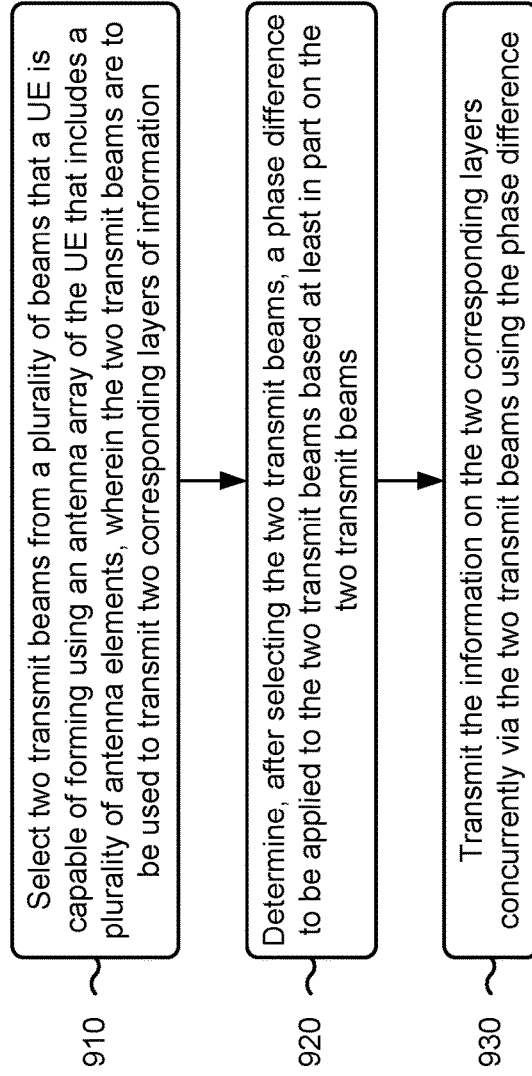 910
Select two transmit beams from a plurality of beams that a UE is
capable of forming using an antenna array of the UE that includes a
plurality of antenna elements, wherein the two transmit beams are to
be used to transmit two corresponding layers of information
920
Determine, after selecting the two transmit beams, a phase difference
to be applied to the two transmit beams based at least in part on the
two transmit beams
930
Transmit the information on the two corresponding layers
concurrently via the two transmit beams using the phase difference